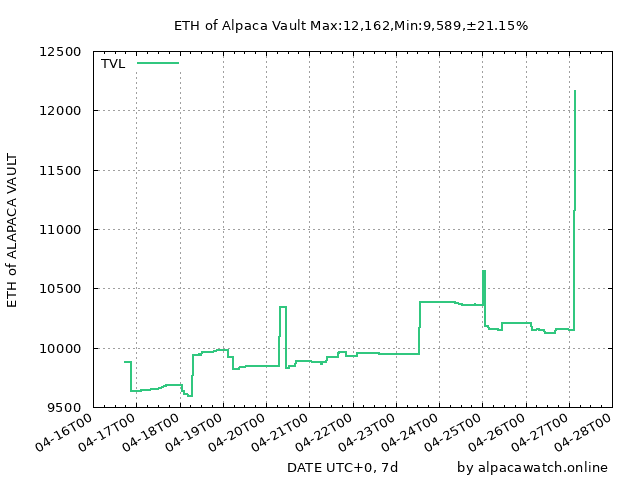 ETH of Alpaca Vault Max:12,162,Min:9,589,±21.15%
TVL
12500
12000
11500
11000
10500
10000
9500
ETH of ALAPACA VAULT
04-16T00
04-17T00
04-18T00
04-19T00
04-20T00
04-21T00
04-22T00
04-23T00
04-24T00
04-25T00
04-26T00
04-27T00
04-28T00
DATE UTC+0, 7d
by alpacawatch.online